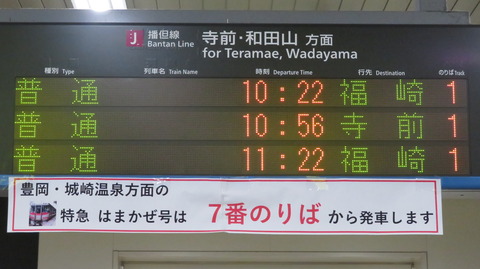 J 播但線 寺前・和田山 方面
Bantan Line for Teramae, Wadayama
種別 Type 列車名 Train Name 時刻 Departure Time 行先 Destination のりば Track
普通 10:22 福崎 1
普通 10:56 寺前 1
普通 11:22 福崎 1
豊岡・城崎温泉方面の
特急 はまかぜ号は 7番のりば から発車します